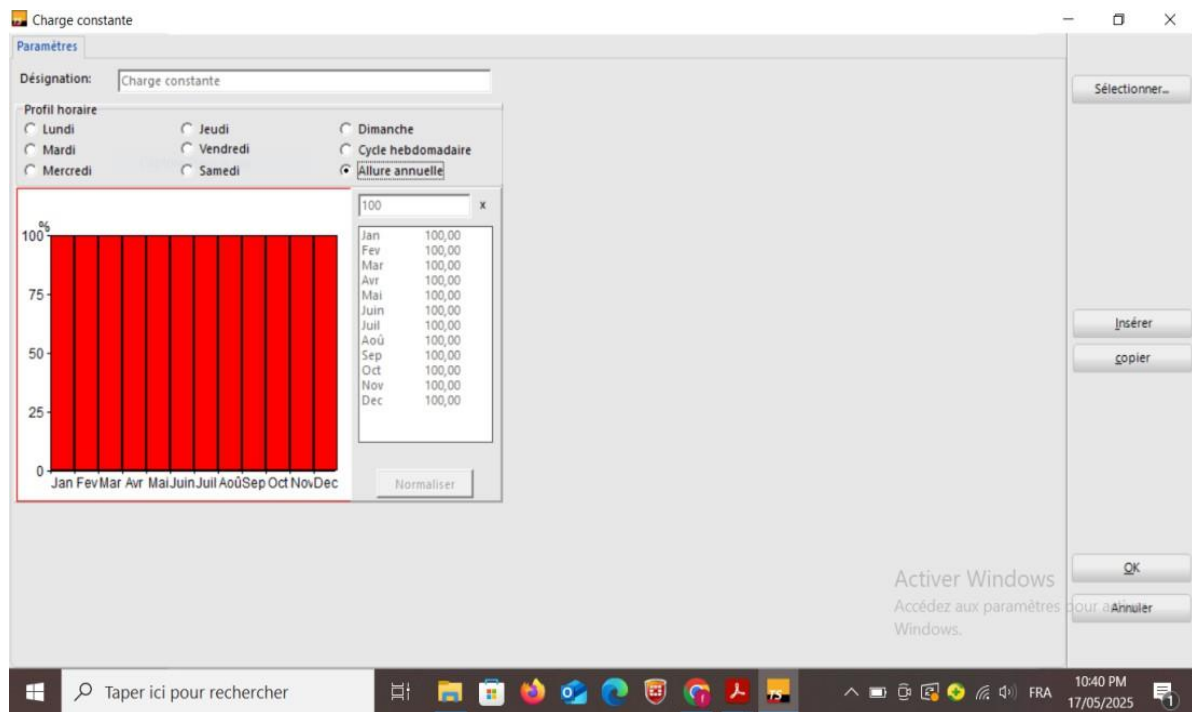 Charge constante
Paramètres
Désignation: Charge constante
Sélectionner...
Profil horaire
Lundi Jeudi Dimanche
Mardi Vendredi Cycle hebdomadaire
Mercredi Samedi Allure annuelle
100 x
%
100
75
50
25
0
Jan Fev Mar Avr Mai Juin Juil Aoû Sep Oct Nov Dec
Jan 100,00
Fev 100,00
Mar 100,00
Avr 100,00
Mai 100,00
Juin 100,00
Juil 100,00
Aoû 100,00
Sep 100,00
Oct 100,00
Nov 100,00
Dec 100,00
Normaliser
Insérer
copier
OK
Annuler
Activer Windows
Accédez aux paramètres pour activer
Windows.
Taper ici pour rechercher
TS
FRA
10:40 PM
17/05/2025
1